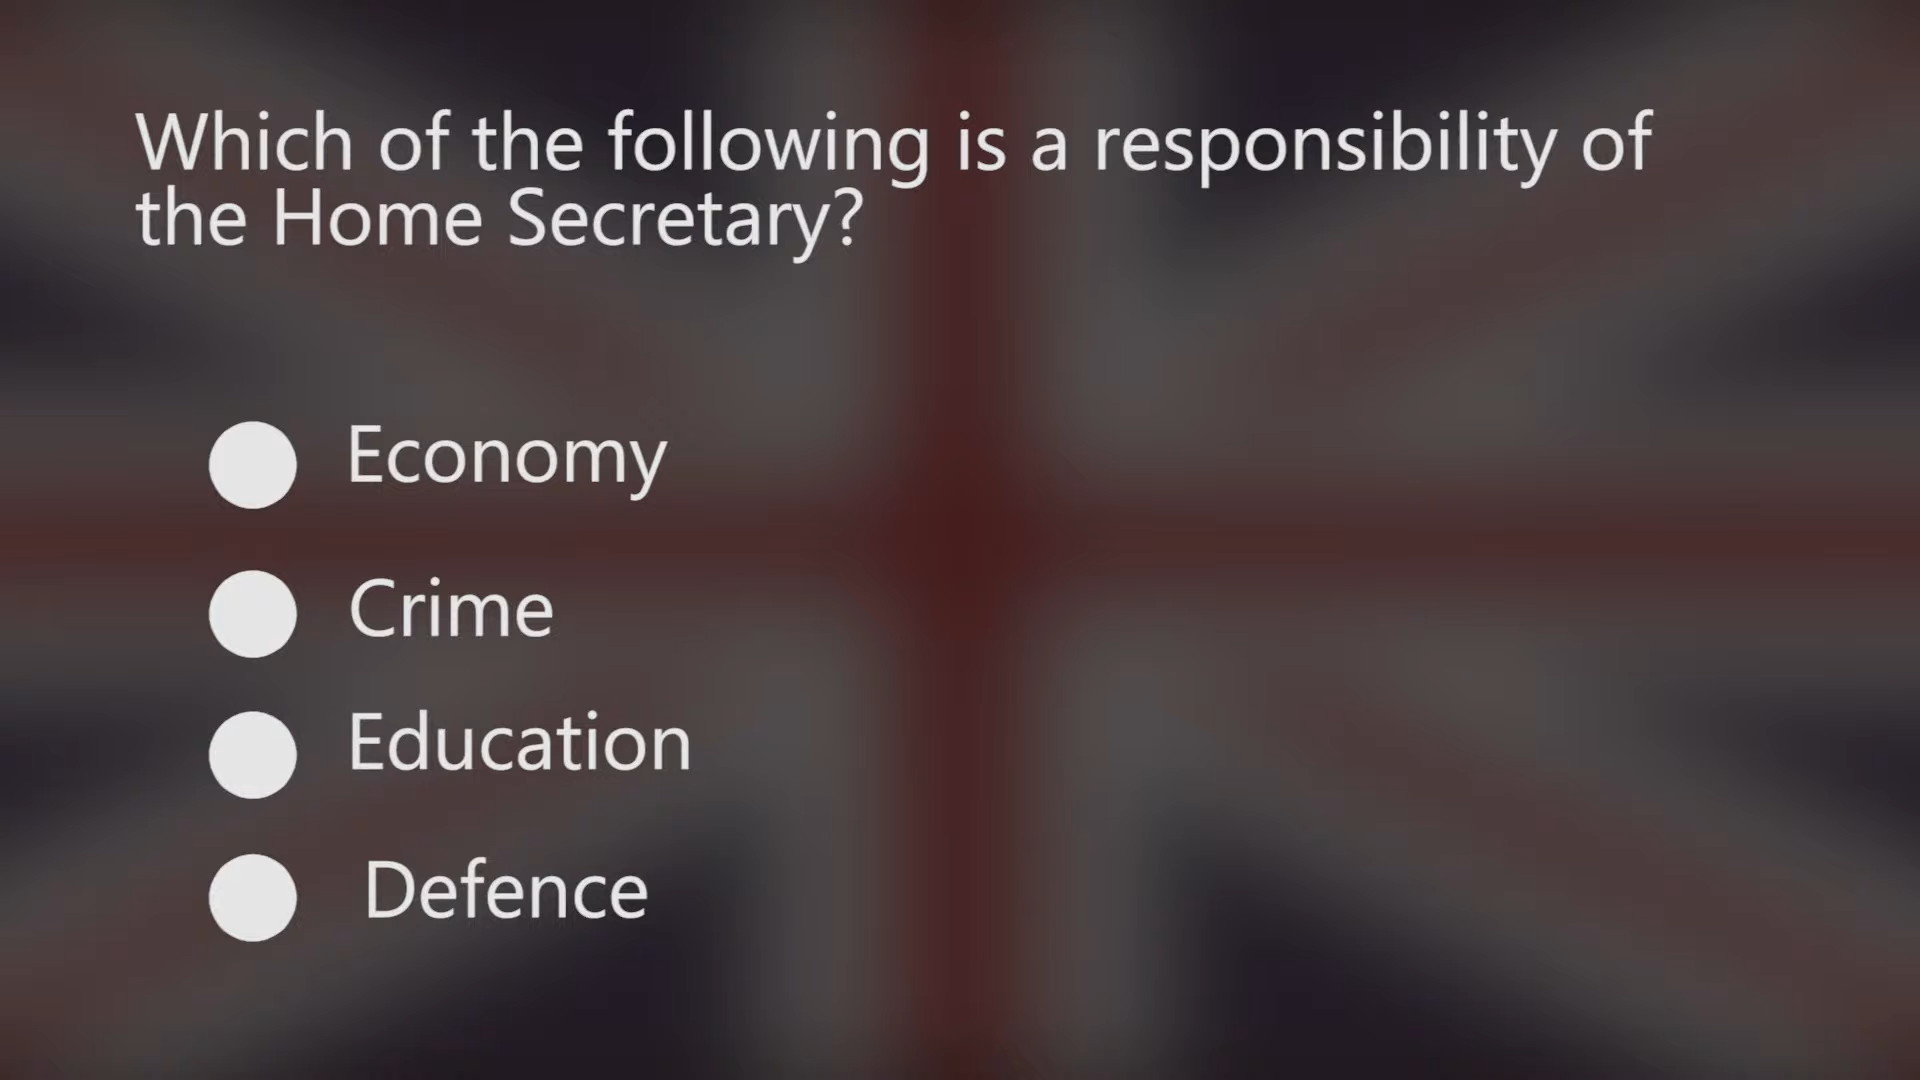 Which of the following is a responsibility of
the Home Secretary?
Economy
Crime
Education
Defence